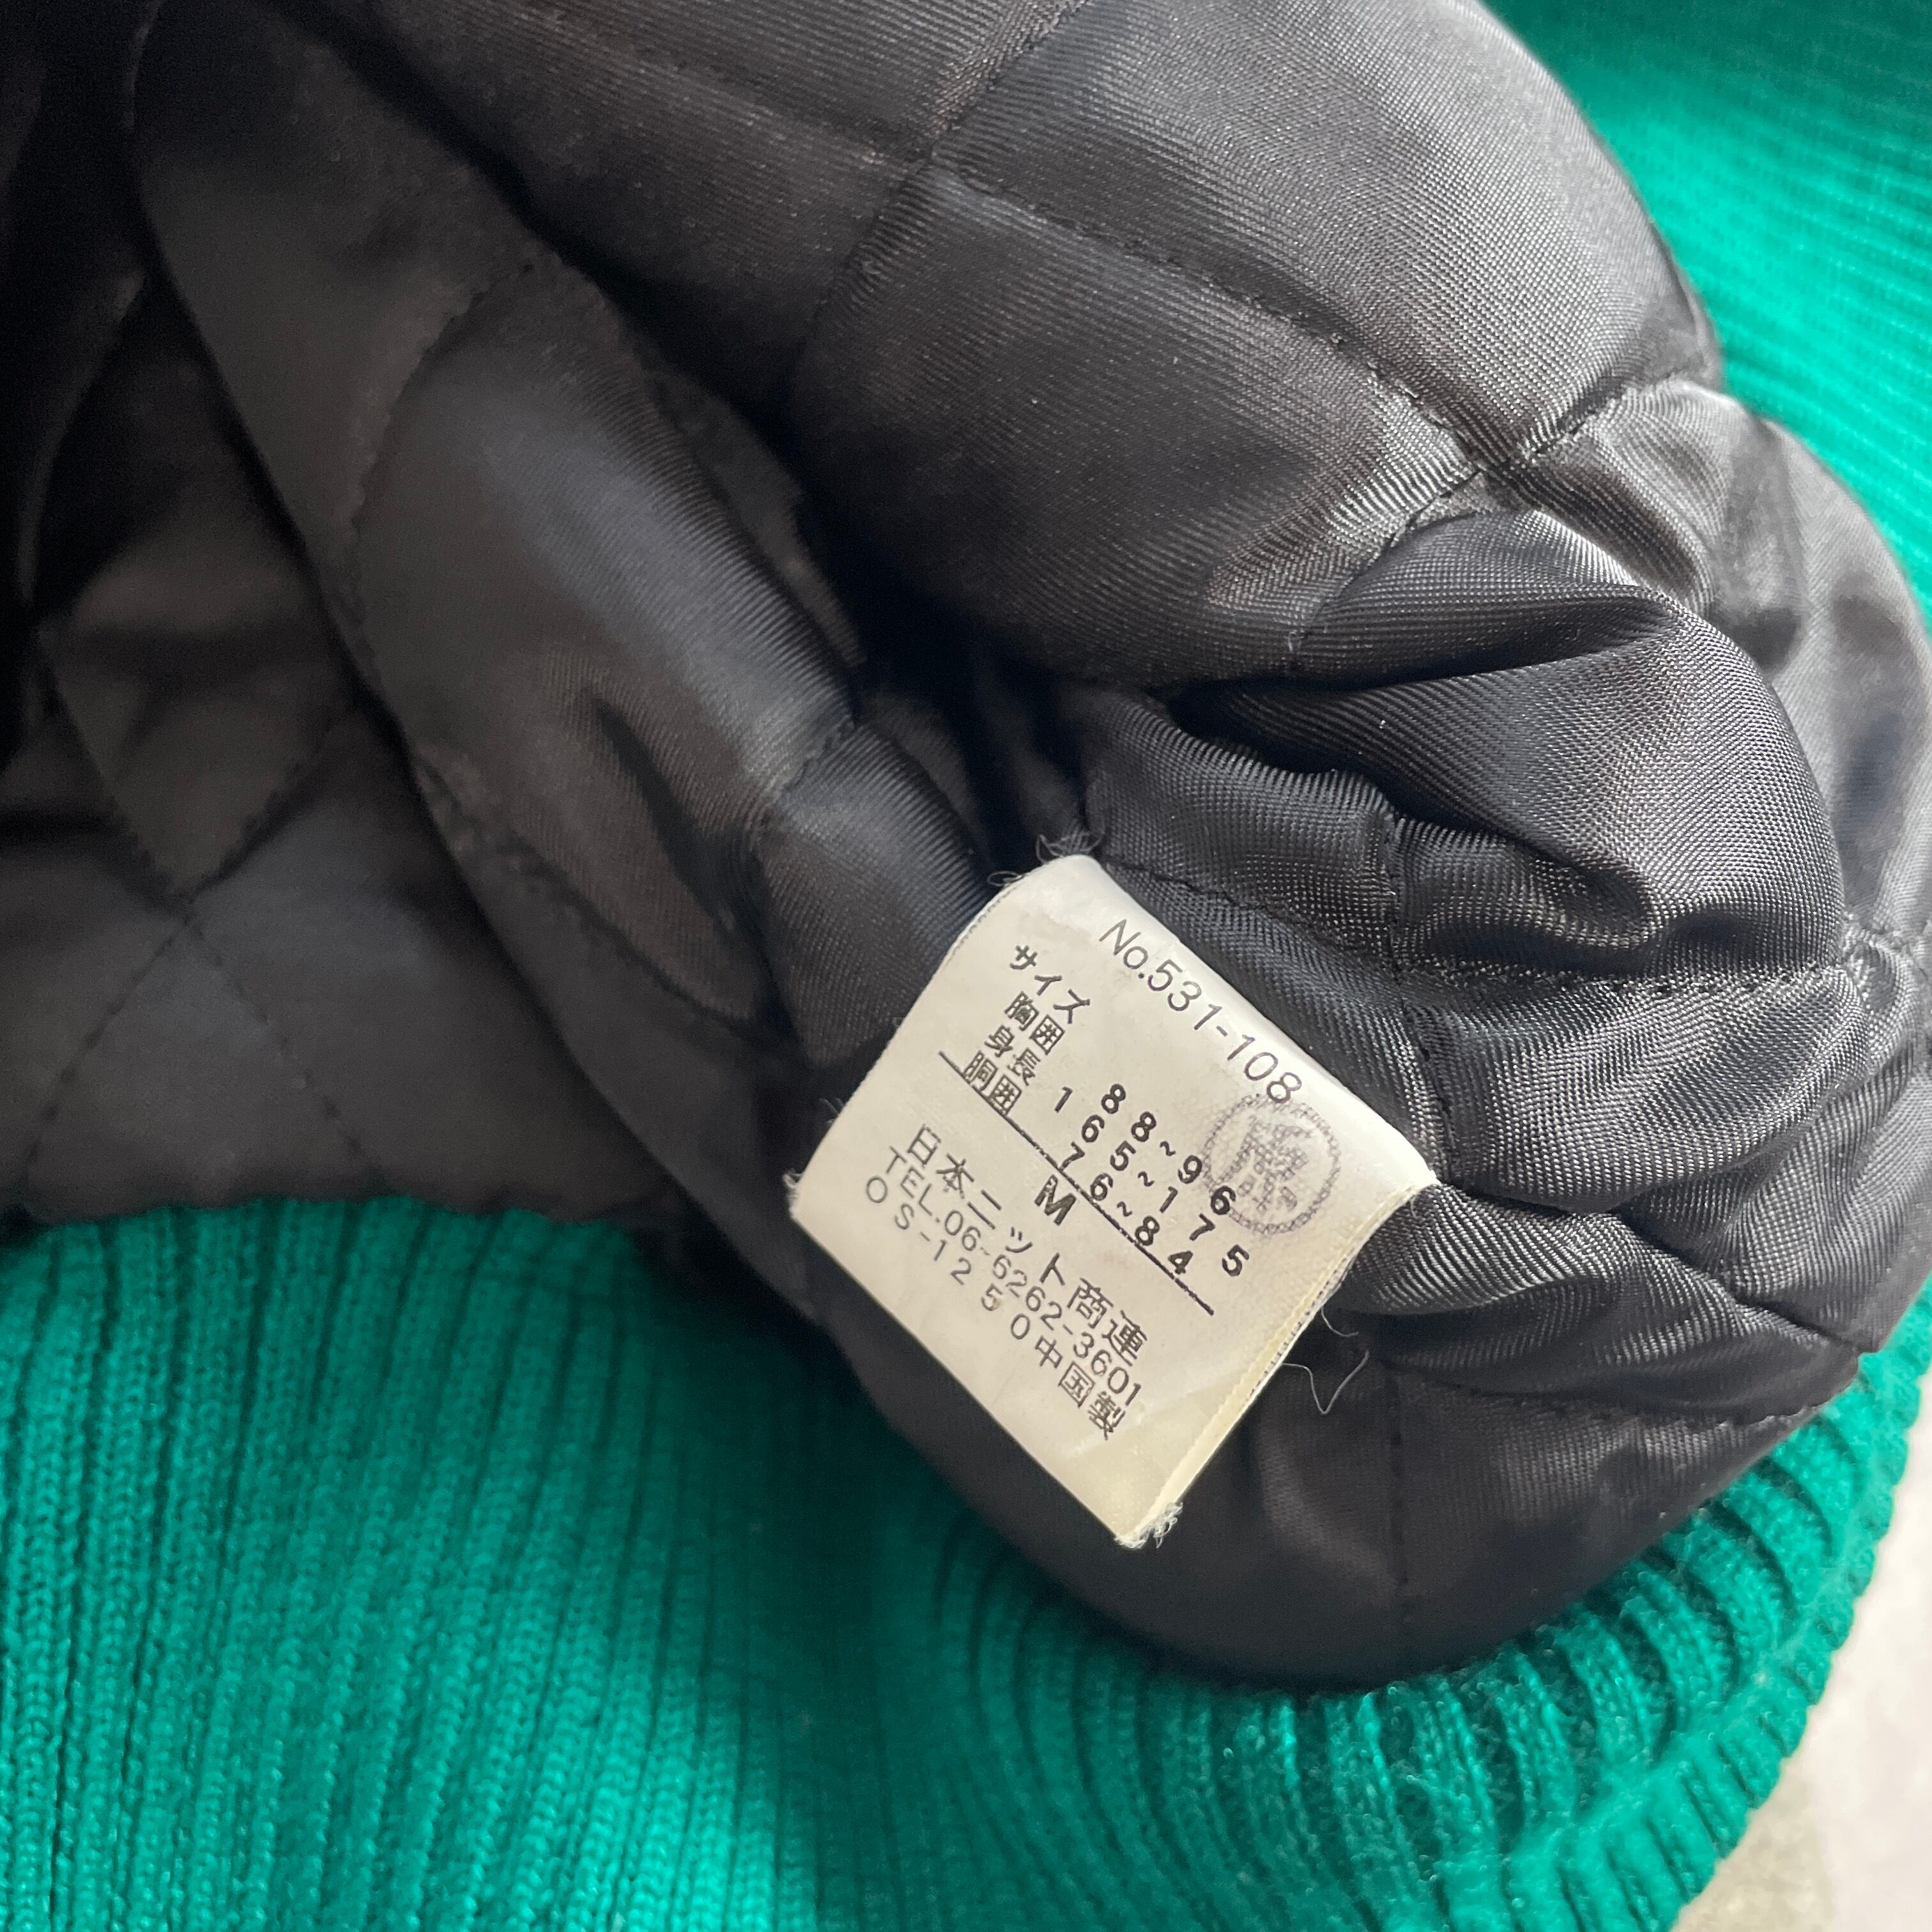 No.531-108
サイズ
胸囲 88~96
身長 165~175
胴囲 76~84
M
日本ニット商連
TEL.06-6262-3601
OS-1250中国製